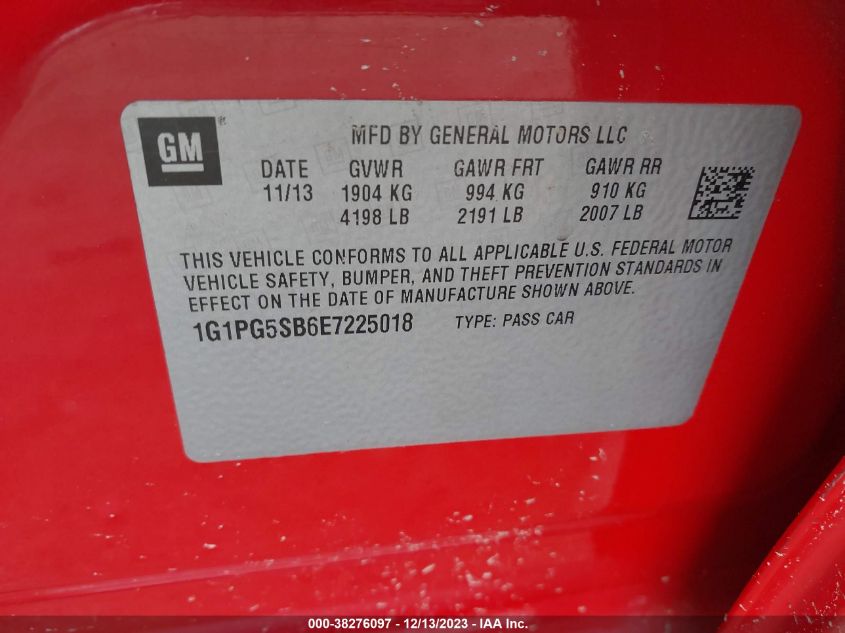 GM
MFD BY GENERAL MOTORS LLC
DATE GVWR GAWR FRT GAWR RR
11/13 1904 KG 994 KG 910 KG
4198 LB 2191 LB 2007 LB
THIS VEHICLE CONFORMS TO ALL APPLICABLE U.S. FEDERAL MOTOR
VEHICLE SAFETY, BUMPER, AND THEFT PREVENTION STANDARDS IN
EFFECT ON THE DATE OF MANUFACTURE SHOWN ABOVE.
1G1PG5SB6E7225018 TYPE: PASS CAR
000-38276097 - 12/13/2023 - IAA Inc.